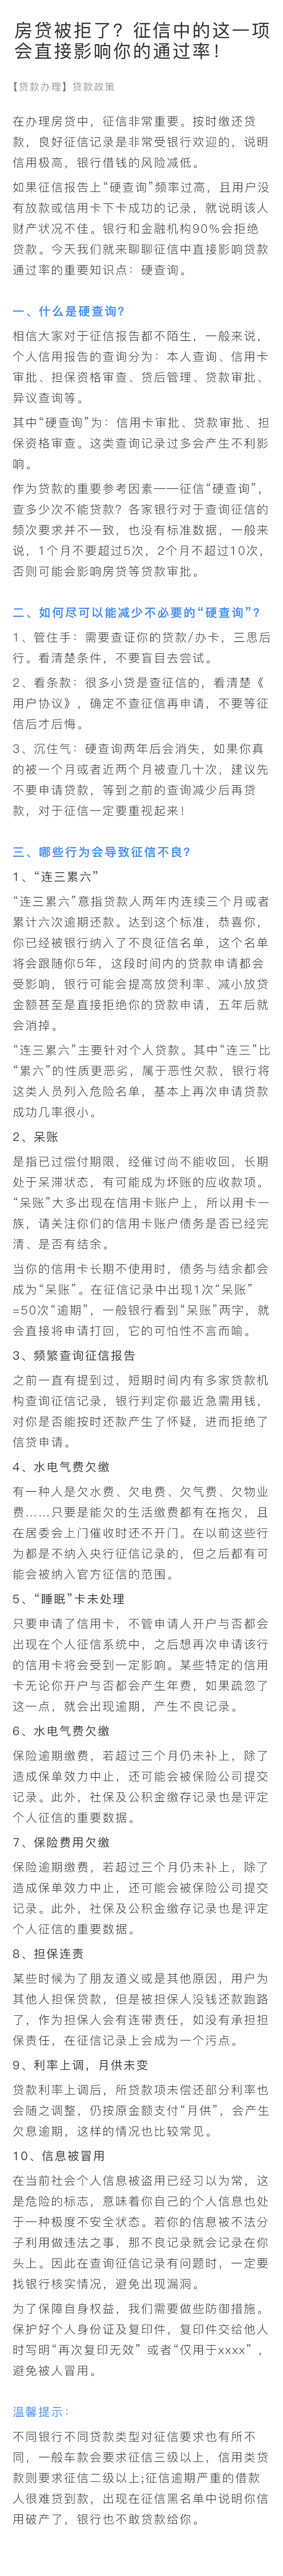 房贷被拒了？征信中的这一项
会直接影响你的通过率！
【贷款办理】贷款政策
在办理房贷中，征信非常重要。按时缴还贷
款，良好征信记录是非常受银行欢迎的，说明
信用极高，银行借钱的风险减低。
如果征信报告上“硬查询”频率过高，且用户没
有放款或信用卡下卡成功的记录，就说明该人
财产状况不佳。银行和金融机构90%会拒绝
贷款。今天我们就来聊聊征信中直接影响贷款
通过率的重要知识点：硬查询。
一、什么是硬查询？
相信大家对于征信报告都不陌生，一般来说，
个人信用报告的查询分为：本人查询、信用卡
审批、担保资格审查、贷后管理、贷款审批、
异议查询等。
其中“硬查询”为：信用卡审批、贷款审批、担
保资格审查。这类查询记录过多会产生不利影
响。
作为贷款的重要参考因素——征信“硬查询”，
查多少次不能贷款？各家银行对于查询征信的
频次要求并不一致，也没有标准数据，一般来
说，1个月不要超过5次，2个月不超过10次，
否则可能会影响房贷等贷款审批。
二、如何尽可以能减少不必要的“硬查询”？
1、管住手：需要查证你的贷款/办卡，三思后
行。看清楚条件，不要盲目去尝试。
2、看条款：很多小贷是查征信的，看清楚《
用户协议》，确定不查征信再申请，不要等征
信后才后悔。
3、沉住气：硬查询两年后会消失，如果你真
的被一个月或者近两个月被查几十次，建议先
不要申请贷款，等到之前的查询减少后再贷
款，对于征信一定要重视起来！
三、哪些行为会导致征信不良？
1、“连三累六”
“连三累六”意指贷款人两年内连续三个月或者
累计六次逾期还款。达到这个标准，恭喜你，
你已经被银行纳入了不良征信名单，这个名单
将会跟随你5年，这段时间内的贷款申请都会
受影响，银行可能会提高放贷利率、减小放贷
金额甚至是直接拒绝你的贷款申请，五年后就
会消掉。
“连三累六”主要针对个人贷款。其中“连三”比
“累六”的性质更恶劣，属于恶性欠款，银行将
这类人员列入危险名单，基本上再次申请贷款
成功几率很小。
2、呆账
是指已过偿付期限，经催讨尚不能收回，长期
处于呆滞状态，有可能成为坏账的应收款项。
“呆账”大多出现在信用卡账户上，所以用卡一
族，请关注你们的信用卡账户债务是否已经完
清、是否有结余。
当你的信用卡长期不使用时，债务与结余都会
成为“呆账”。在征信记录中出现1次“呆账”
=50次“逾期”，一般银行看到“呆账”两字，就
会直接将申请打回，它的可怕性不言而喻。
3、频繁查询征信报告
之前一直有提到过，短期时间内有多家贷款机
构查询征信记录，银行判定你最近急需用钱，
对你是否能按时还款产生了怀疑，进而拒绝了
信贷申请。
4、水电气费欠缴
有一种人是欠水费、欠电费、欠气费、欠物业
费……只要是能欠的生活缴费都有在拖欠，且
在居委会上门催收时还不开门。在以前这些行
为都是不纳入央行征信记录的，但之后都有可
能会被纳入官方征信的范围。
5、“睡眠”卡未处理
只要申请了信用卡，不管申请人开户与否都会
出现在个人征信系统中，之后想再次申请该行
的信用卡将会受到一定影响。某些特定的信用
卡无论你开户与否都会产生年费，如果疏忽了
这一点，就会出现逾期，产生不良记录。
6、水电气费欠缴
保险逾期缴费，若超过三个月仍未补上，除了
造成保单效力中止，还可能会被保险公司提交
记录。此外，社保及公积金缴存记录也是评定
个人征信的重要数据。
7、保险费用欠缴
保险逾期缴费，若超过三个月仍未补上，除了
造成保单效力中止，还可能会被保险公司提交
记录。此外，社保及公积金缴存记录也是评定
个人征信的重要数据。
8、担保连责
某些时候为了朋友道义或是其他原因，用户为
其他人担保贷款，但是被担保人没钱还款跑路
了，作为担保人会有连带责任，如没有承担担
保责任，在征信记录上会成为一个污点。
9、利率上调，月供未变
贷款利率上调后，所贷款项未偿还部分利率也
会随之调整，仍按原金额支付“月供”，会产生
欠息逾期，这样的情况也比较常见。
10、信息被冒用
在当前社会个人信息被盗用已经习以为常，这
是危险的标志，意味着你自己的个人信息也处
于一种极度不安全状态。若你的信息被不法分
子利用做违法之事，那不良记录就会记录在你
头上。因此在查询征信记录有问题时，一定要
找银行核实情况，避免出现漏洞。
为了保障自身权益，我们需要做些防御措施。
保护好个人身份证及复印件，复印件交给他人
时写明“再次复印无效” 或者“仅用于xxxx” ，
避免被人冒用。
温馨提示：
不同银行不同贷款类型对征信要求也有所不
同，一般车款会要求征信三级以上，信用类贷
款则要求征信二级以上;征信逾期严重的借款
人很难贷到款，出现在征信黑名单中说明你信
用破产了，银行也不敢贷款给你。